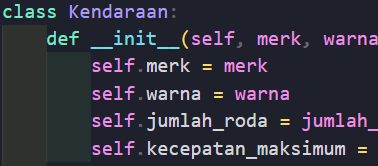 class Kendaraan:
def __init__(self, merk, warna
self.merk = merk
self.warna = warna
self.jumlah_roda = jumlah_
self.kecepatan_maksimum =